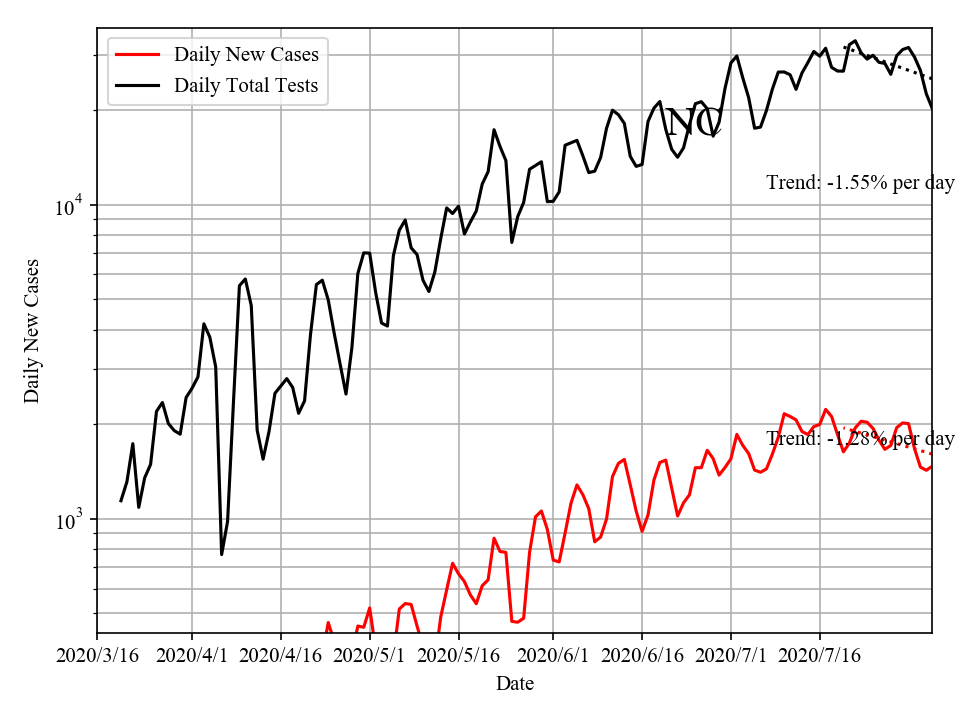 Daily New Cases
Daily Total Tests
NC
Trend: -1.55% per day
10^4
Daily New Cases
Trend: -1.28% per day
10^3
2020/3/16 2020/4/1 2020/4/16 2020/5/1 2020/5/16 2020/6/1 2020/6/16 2020/7/1 2020/7/16
Date